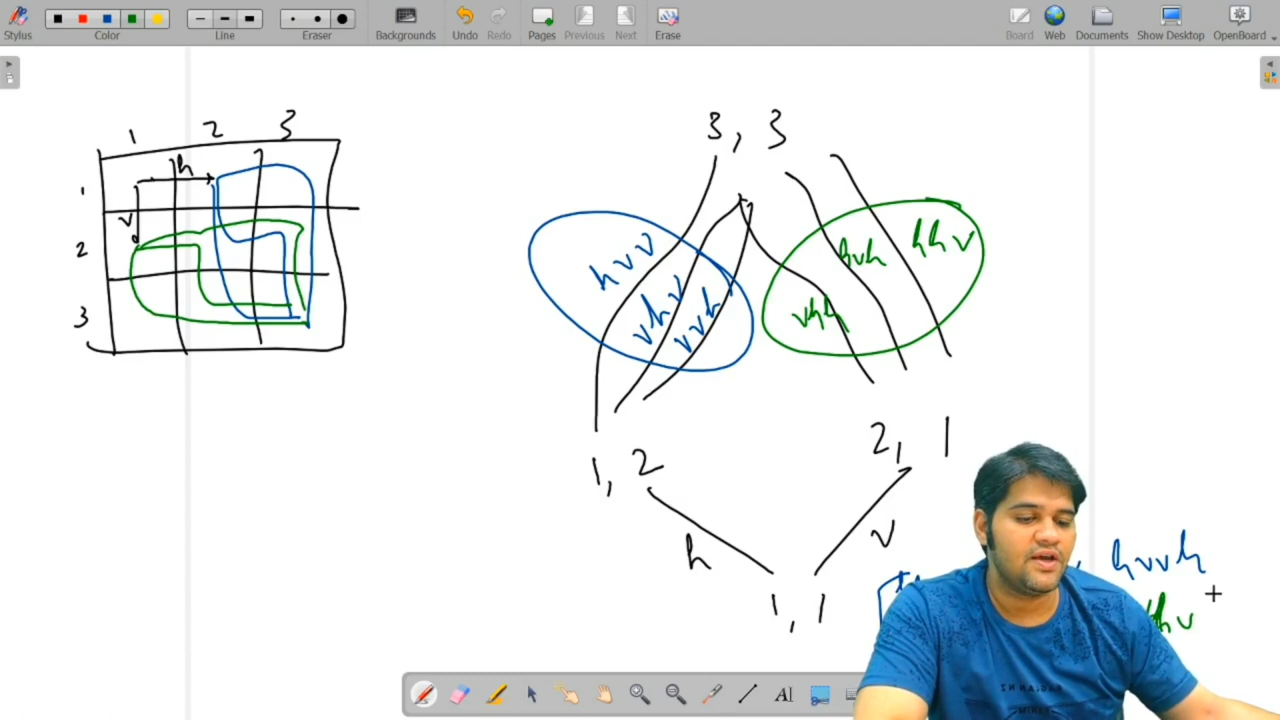 Stylus Color Line Eraser Backgrounds Undo Redo Pages Previous Next Erase Board Web Documents Show Desktop OpenBoard
1 2 3
h
1
v
2
3
3, 3
hvv
vhv
vvh
hvh
hhv
vhh
1, 2
2, 1
h
v
1, 1
hvvh
hv
AI